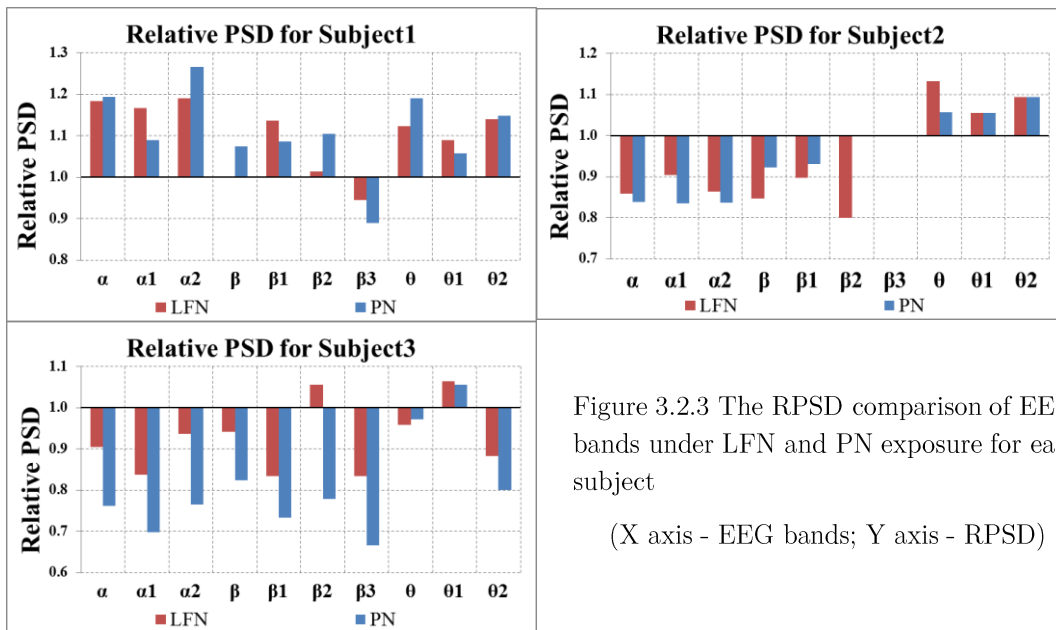 Relative PSD for Subject1
Relative PSD
1.3
1.2
1.1
1.0
0.9
0.8
α α1 α2 β β1 β2 β3 θ θ1 θ2
LFN PN
Relative PSD for Subject2
Relative PSD
1.2
1.1
1.0
0.9
0.8
0.7
α α1 α2 β β1 β2 β3 θ θ1 θ2
LFN PN
Relative PSD for Subject3
Relative PSD
1.1
1.0
0.9
0.8
0.7
0.6
α α1 α2 β β1 β2 β3 θ θ1 θ2
LFN PN
Figure 3.2.3 The RPSD comparison of EE
bands under LFN and PN exposure for ea
subject
(X axis - EEG bands; Y axis - RPSD)